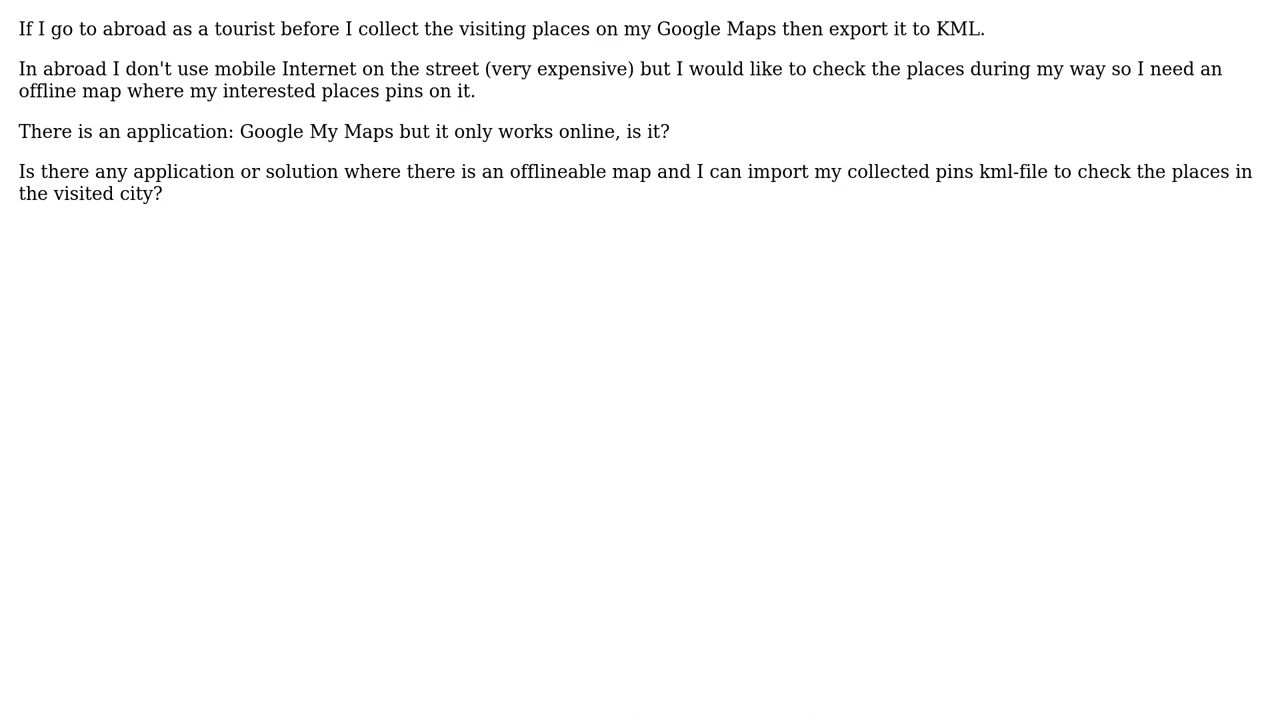 If I go to abroad as a tourist before I collect the visiting places on my Google Maps then export it to KML.
In abroad I don't use mobile Internet on the street (very expensive) but I would like to check the places during my way so I need an
offline map where my interested places pins on it.
There is an application: Google My Maps but it only works online, is it?
Is there any application or solution where there is an offlineable map and I can import my collected pins kml-file to check the places in
the visited city?